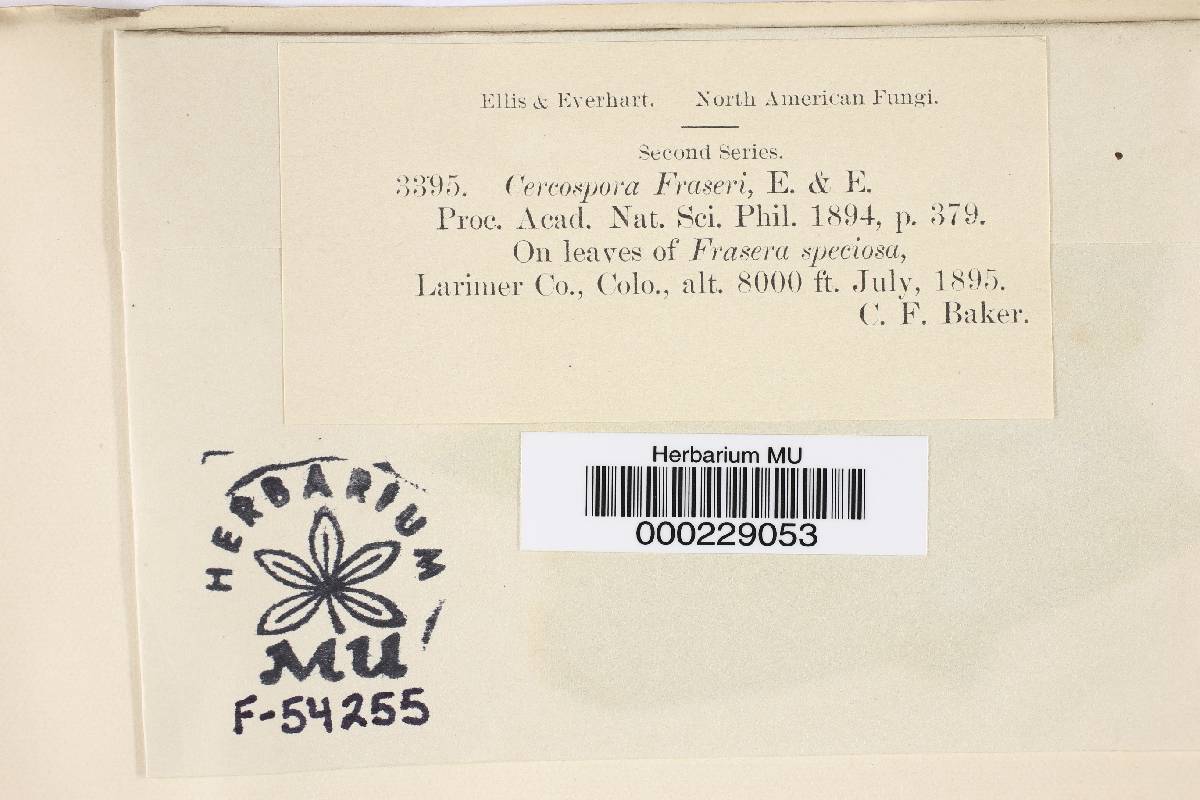 Ellis & Everhart. North American Fungi.
Second Series.
3395. Cercospora Fraseri, E. & E.
Proc. Acad. Nat. Sci. Phil. 1894, p. 379.
On leaves of Frasera speciosa,
Larimer Co., Colo., alt. 8000 ft. July, 1895.
C. F. Baker.
Herbarium MU
000229053
HERBARIUM
MU
F-54255